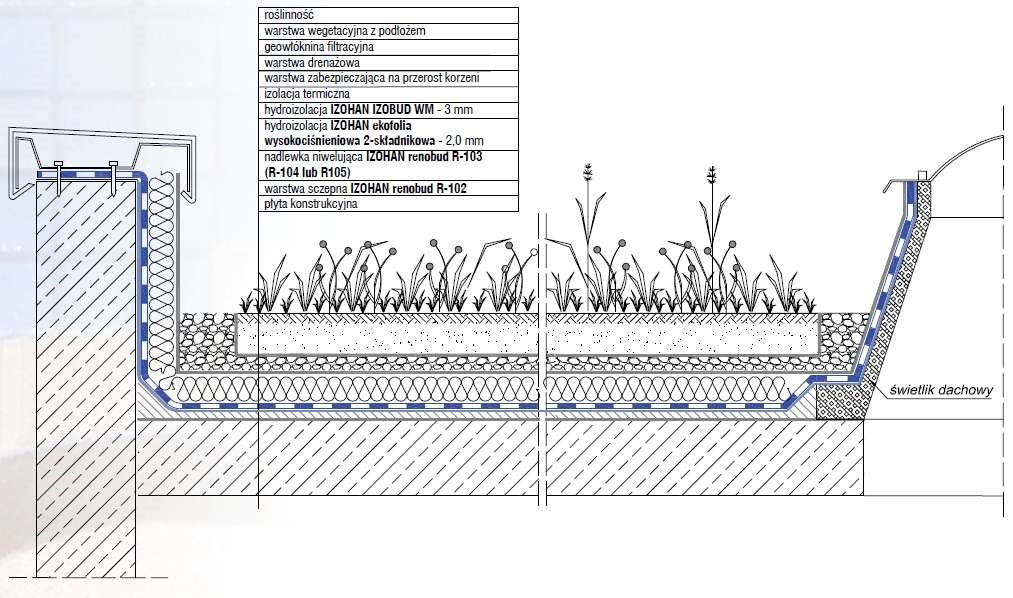 roślinność
warstwa wegetacyjna z podłożem
geowłóknina filtracyjna
warstwa drenażowa
warstwa zabezpieczająca na przerost korzeni
izolacja termiczna
hydroizolacja IZOHAN IZOBUD WM - 3 mm
hydroizolacja IZOHAN ekofolia
wysokociśnieniowa 2-składnikowa - 2,0 mm
nadlewka niwelująca IZOHAN renobud R-103
(R-104 lub R105)
warstwa sczepna IZOHAN renobud R-102
płyta konstrukcyjna
świetlik dachowy